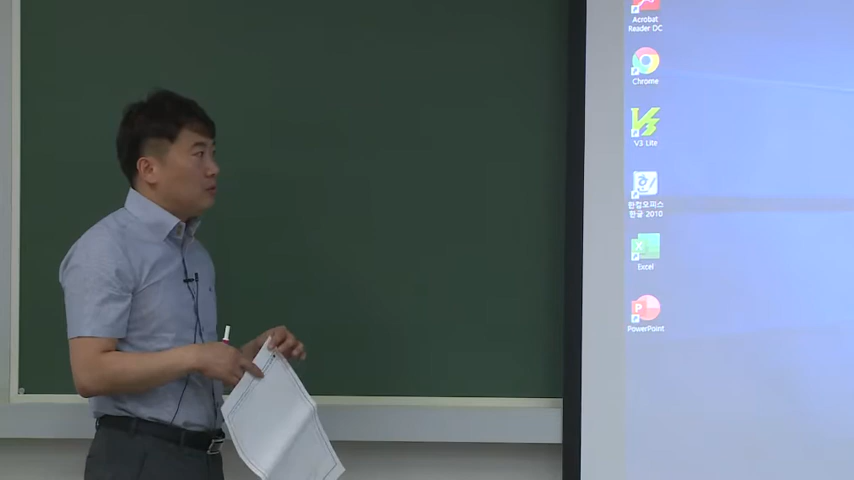 Acrobat
Reader DC
Chrome
V3 Lite
한컴오피스
한글 2010
Excel
PowerPoint